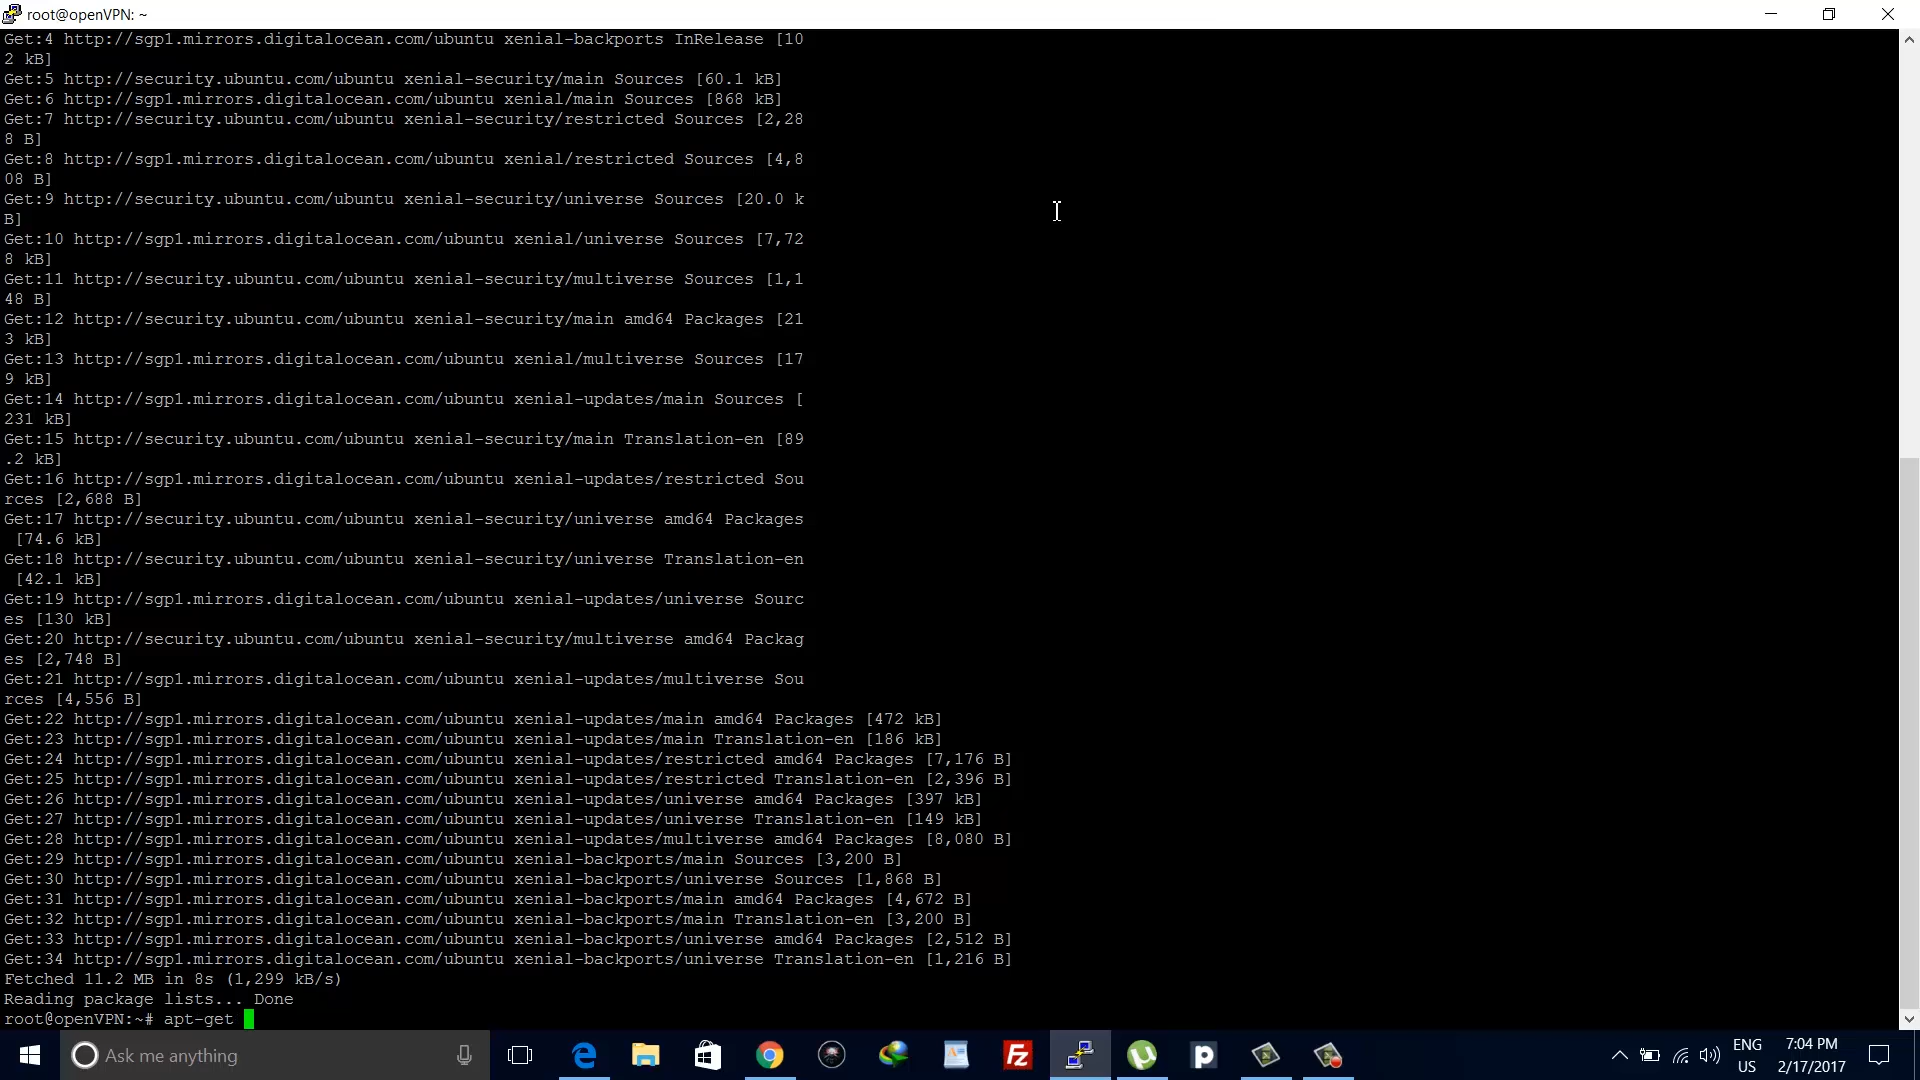 root@openVPN: ~
Get:4 http://sgp1.mirrors.digitalocean.com/ubuntu xenial-backports InRelease [10
2 kB]
Get:5 http://security.ubuntu.com/ubuntu xenial-security/main Sources [60.1 kB]
Get:6 http://sgp1.mirrors.digitalocean.com/ubuntu xenial/main Sources [868 kB]
Get:7 http://security.ubuntu.com/ubuntu xenial-security/restricted Sources [2,28
8 B]
Get:8 http://sgp1.mirrors.digitalocean.com/ubuntu xenial/restricted Sources [4,8
08 B]
Get:9 http://security.ubuntu.com/ubuntu xenial-security/universe Sources [20.0 k
B]
Get:10 http://sgp1.mirrors.digitalocean.com/ubuntu xenial/universe Sources [7,72
8 kB]
Get:11 http://security.ubuntu.com/ubuntu xenial-security/multiverse Sources [1,1
48 B]
Get:12 http://security.ubuntu.com/ubuntu xenial-security/main amd64 Packages [21
3 kB]
Get:13 http://sgp1.mirrors.digitalocean.com/ubuntu xenial/multiverse Sources [17
9 kB]
Get:14 http://sgp1.mirrors.digitalocean.com/ubuntu xenial-updates/main Sources [
231 kB]
Get:15 http://security.ubuntu.com/ubuntu xenial-security/main Translation-en [89
.2 kB]
Get:16 http://sgp1.mirrors.digitalocean.com/ubuntu xenial-updates/restricted Sou
rces [2,688 B]
Get:17 http://security.ubuntu.com/ubuntu xenial-security/universe amd64 Packages
 [74.6 kB]
Get:18 http://security.ubuntu.com/ubuntu xenial-security/universe Translation-en
 [42.1 kB]
Get:19 http://sgp1.mirrors.digitalocean.com/ubuntu xenial-updates/universe Sourc
es [130 kB]
Get:20 http://security.ubuntu.com/ubuntu xenial-security/multiverse amd64 Packag
es [2,748 B]
Get:21 http://sgp1.mirrors.digitalocean.com/ubuntu xenial-updates/multiverse Sou
rces [4,556 B]
Get:22 http://sgp1.mirrors.digitalocean.com/ubuntu xenial-updates/main amd64 Packages [472 kB]
Get:23 http://sgp1.mirrors.digitalocean.com/ubuntu xenial-updates/main Translation-en [186 kB]
Get:24 http://sgp1.mirrors.digitalocean.com/ubuntu xenial-updates/restricted amd64 Packages [7,176 B]
Get:25 http://sgp1.mirrors.digitalocean.com/ubuntu xenial-updates/restricted Translation-en [2,396 B]
Get:26 http://sgp1.mirrors.digitalocean.com/ubuntu xenial-updates/universe amd64 Packages [397 kB]
Get:27 http://sgp1.mirrors.digitalocean.com/ubuntu xenial-updates/universe Translation-en [149 kB]
Get:28 http://sgp1.mirrors.digitalocean.com/ubuntu xenial-updates/multiverse amd64 Packages [8,080 B]
Get:29 http://sgp1.mirrors.digitalocean.com/ubuntu xenial-backports/main Sources [3,200 B]
Get:30 http://sgp1.mirrors.digitalocean.com/ubuntu xenial-backports/universe Sources [1,868 B]
Get:31 http://sgp1.mirrors.digitalocean.com/ubuntu xenial-backports/main amd64 Packages [4,672 B]
Get:32 http://sgp1.mirrors.digitalocean.com/ubuntu xenial-backports/main Translation-en [3,200 B]
Get:33 http://sgp1.mirrors.digitalocean.com/ubuntu xenial-backports/universe amd64 Packages [2,512 B]
Get:34 http://sgp1.mirrors.digitalocean.com/ubuntu xenial-backports/universe Translation-en [1,216 B]
Fetched 11.2 MB in 8s (1,299 kB/s)
Reading package lists... Done
root@openVPN:~# apt-get
Ask me anything
ENG
US
7:04 PM
2/17/2017